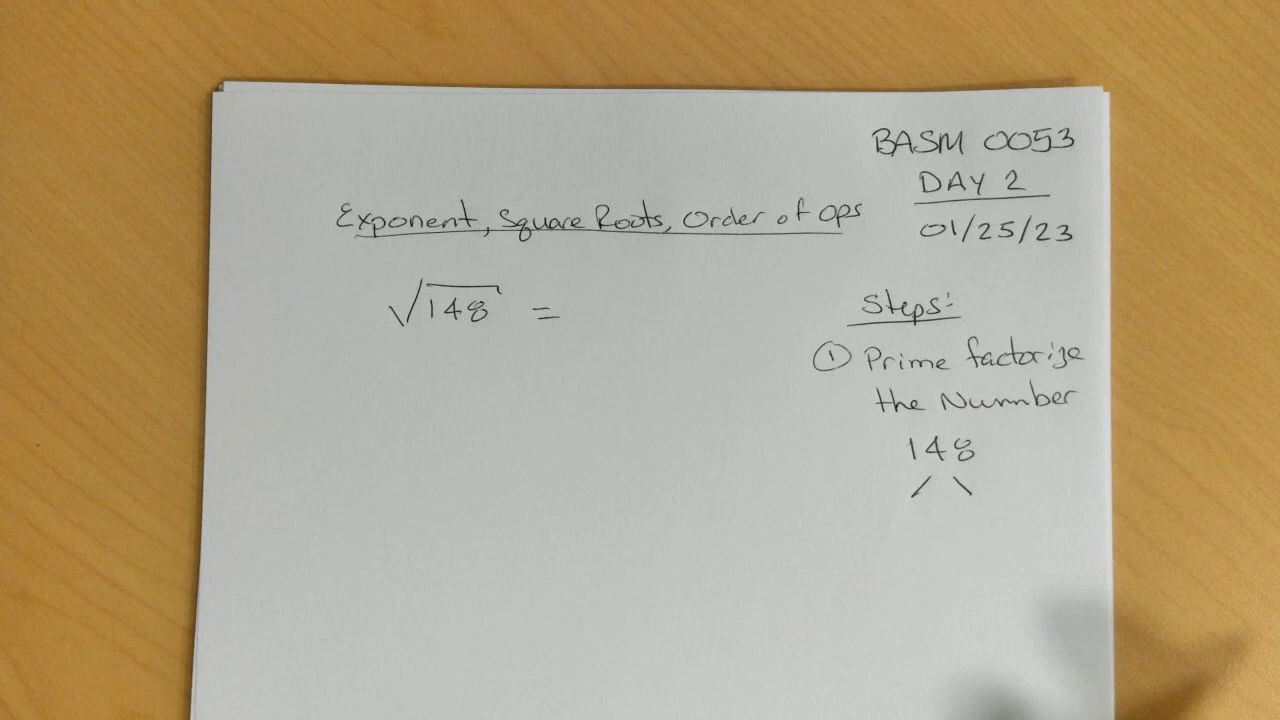 BASM 0053
DAY 2
01/25/23
Exponent, Square Roots, Order of ops
√148 =
Steps:
① Prime factorize
the Number
148